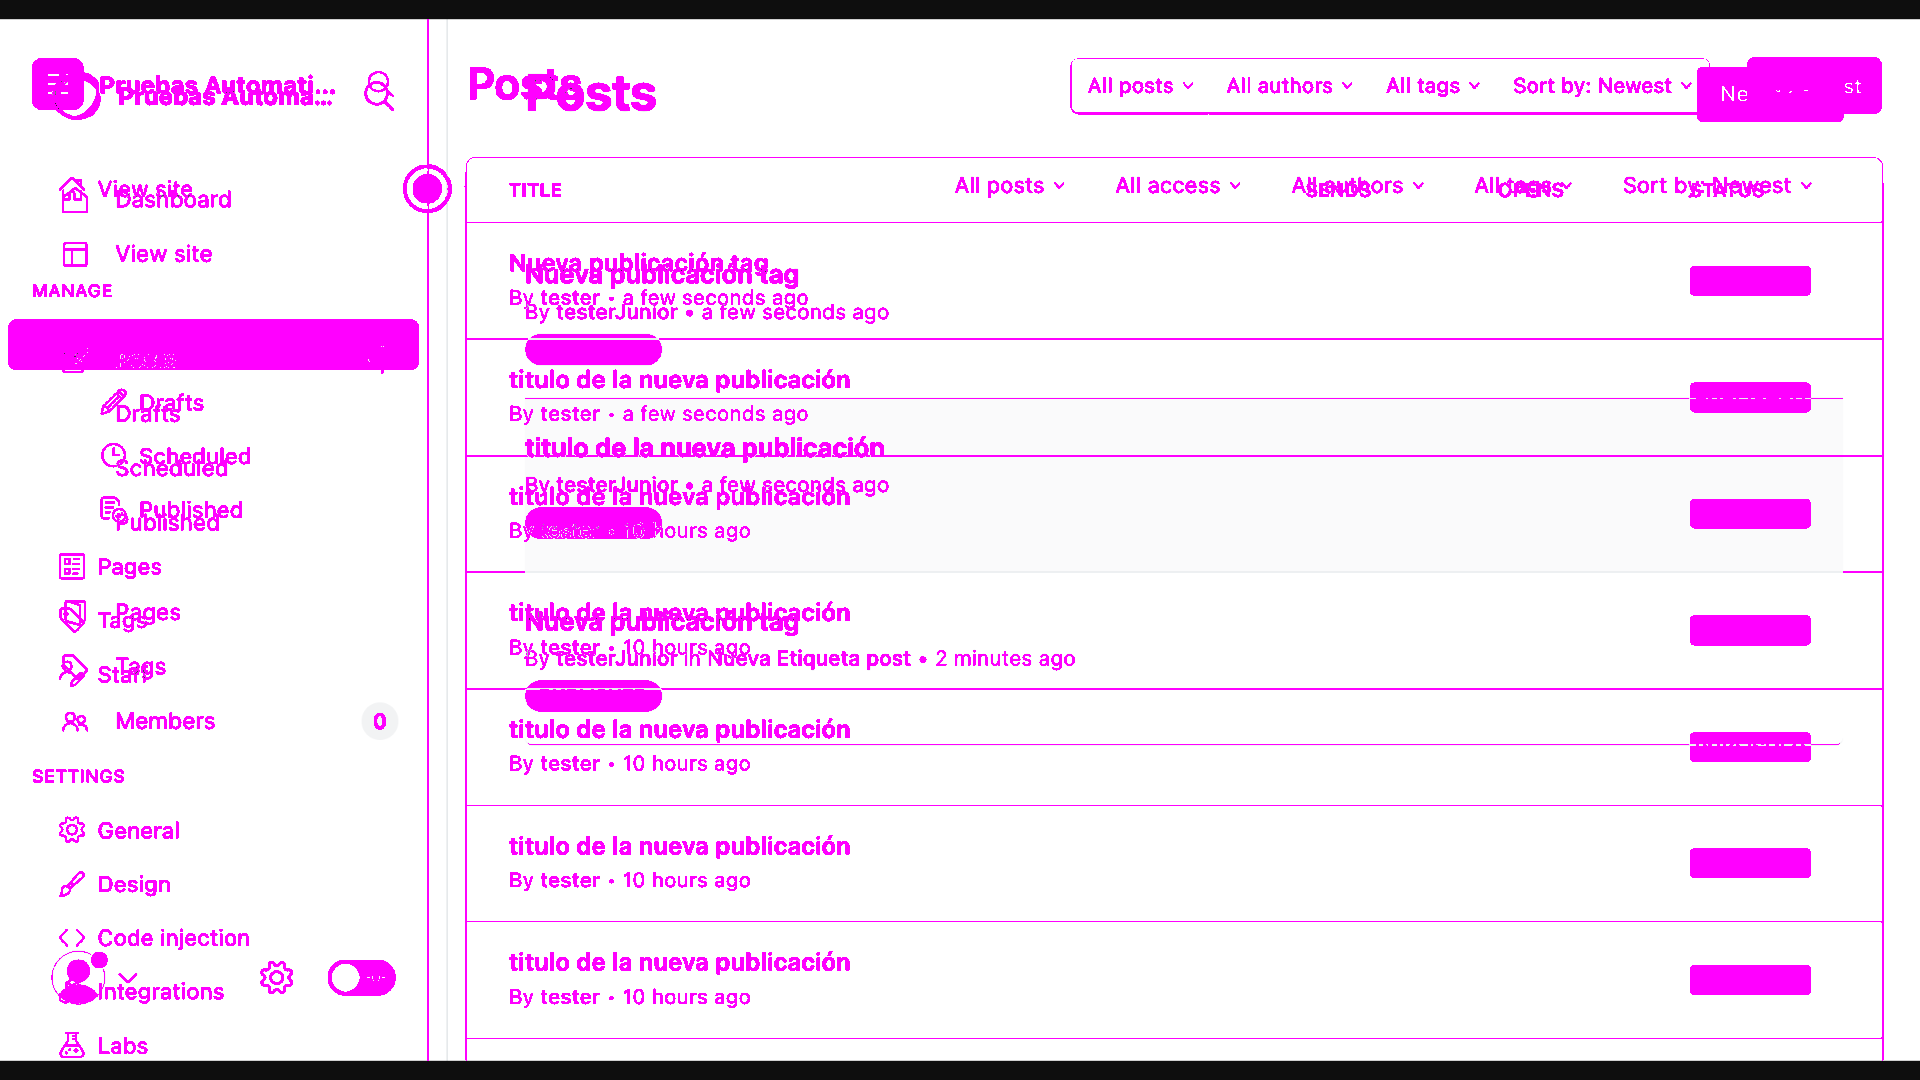 Pruebas Automati...
Pruebas Automa...
View site
Dashboard
View site
MANAGE
Drafts
Drafts
Scheduled
Scheduled
Published
Published
Pages
Pages
Tags
Tags
Staff
Members 0
SETTINGS
General
Design
Code injection
Integrations
Labs
Posts
Posts
All posts All authors All tags Sort by: Newest
TITLE SENDS OPENS STATUS
All posts All access All authors All tags Sort by: Newest
Nueva publicación tag
Nueva publicación tag
By tester • a few seconds ago
By testerJunior • a few seconds ago
titulo de la nueva publicación
By tester • a few seconds ago
titulo de la nueva publicación
By testerJunior • a few seconds ago
titulo de la nueva publicación
By tester • 10 hours ago
titulo de la nueva publicación
Nueva publicación tag
By tester • 10 hours ago
By testerJunior in Nueva Etiqueta post • 2 minutes ago
titulo de la nueva publicación
By tester • 10 hours ago
titulo de la nueva publicación
By tester • 10 hours ago
titulo de la nueva publicación
By tester • 10 hours ago